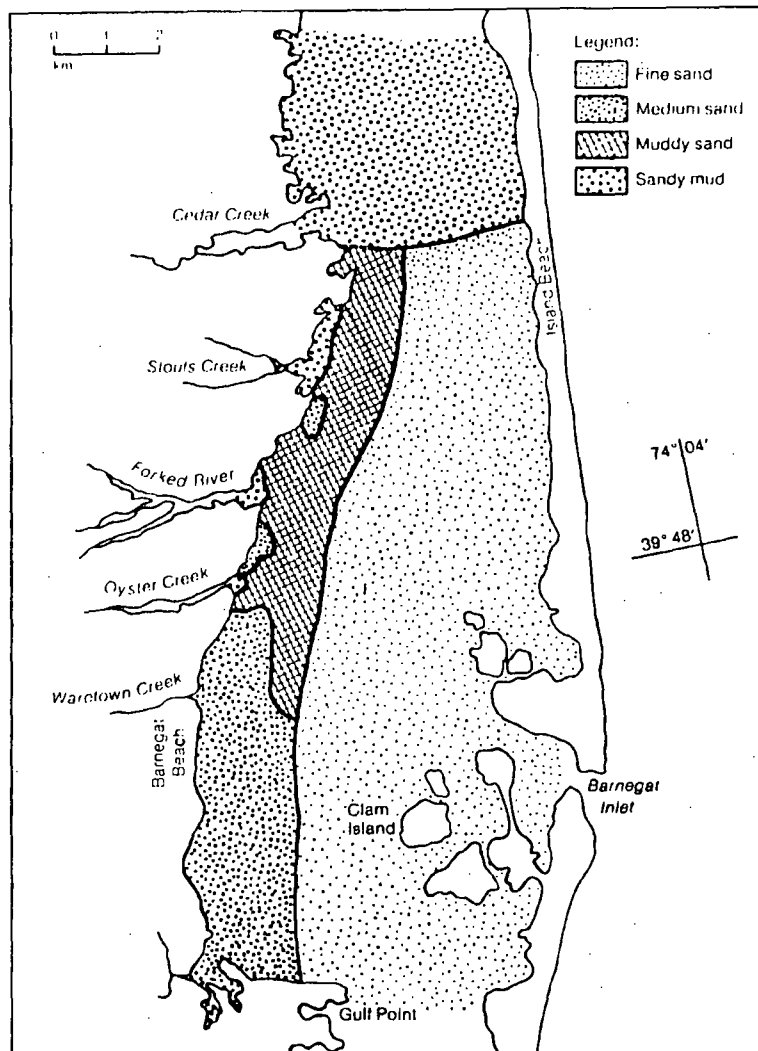 0 1 2
km
Legend:
Fine sand
Medium sand
Muddy sand
Sandy mud
Cedar Creek
Island Beach
Stouts Creek
Forked River
74° 04'
39° 48'
Oyster Creek
Waretown Creek
Barnegat
Beach
Clam
Island
Barnegat
Inlet
Gulf Point